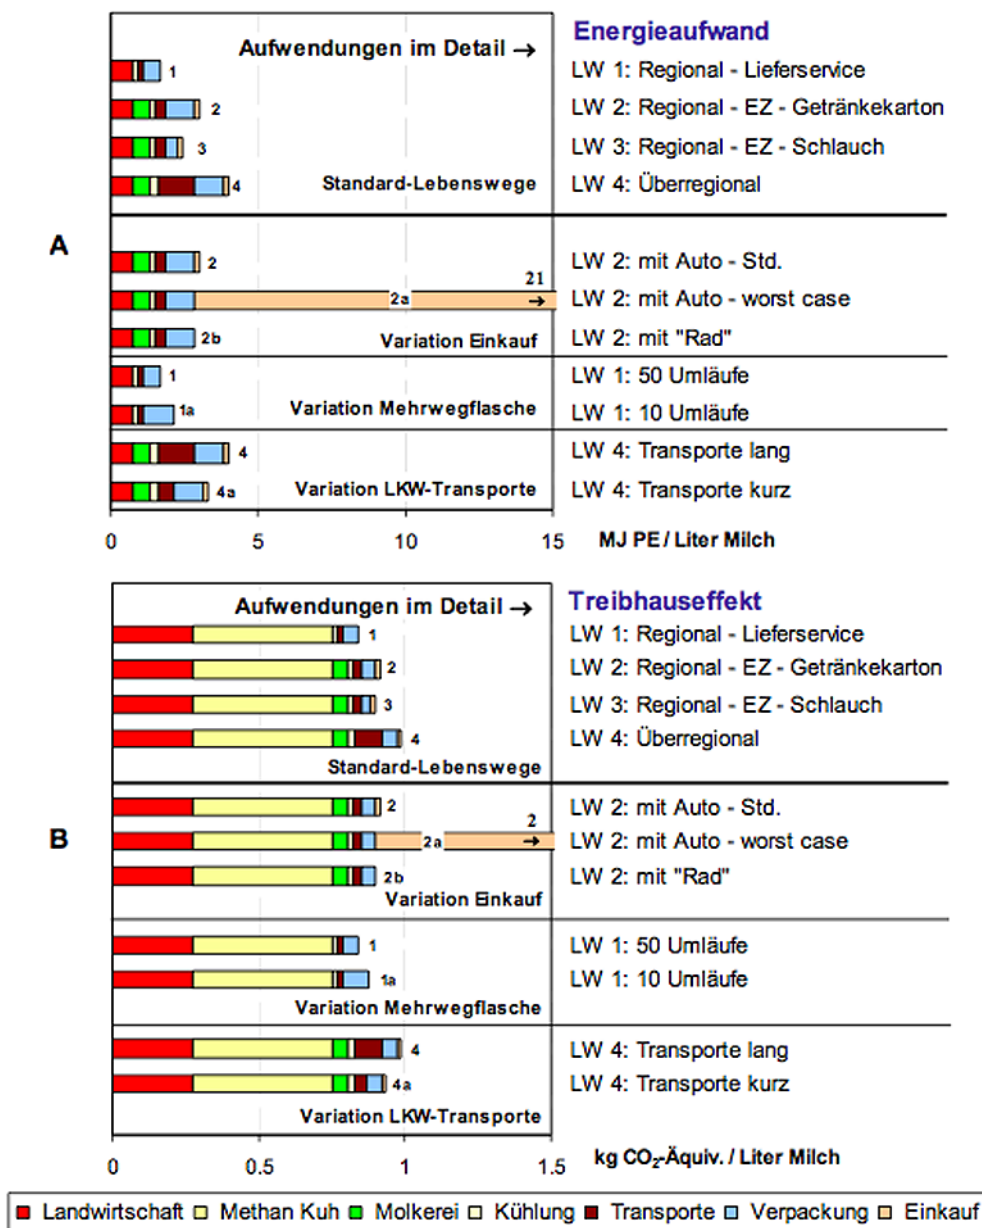 Aufwendungen im Detail →
Energieaufwand
1
LW 1: Regional - Lieferservice
2
LW 2: Regional - EZ - Getränkekarton
3
LW 3: Regional - EZ - Schlauch
4
Standard-Lebenswege
LW 4: Überregional
A
2
LW 2: mit Auto - Std.
21
2a
→
LW 2: mit Auto - worst case
2b
Variation Einkauf
LW 2: mit "Rad"
1
LW 1: 50 Umläufe
1a
Variation Mehrwegflasche
LW 1: 10 Umläufe
4
LW 4: Transporte lang
4a
Variation LKW-Transporte
LW 4: Transporte kurz
0 5 10 15 MJ PE / Liter Milch
Aufwendungen im Detail →
Treibhauseffekt
1
LW 1: Regional - Lieferservice
2
LW 2: Regional - EZ - Getränkekarton
3
LW 3: Regional - EZ - Schlauch
4
LW 4: Überregional
Standard-Lebenswege
B
2
LW 2: mit Auto - Std.
2
2a
→
LW 2: mit Auto - worst case
2b
LW 2: mit "Rad"
Variation Einkauf
1
LW 1: 50 Umläufe
1a
LW 1: 10 Umläufe
Variation Mehrwegflasche
4
LW 4: Transporte lang
4a
LW 4: Transporte kurz
Variation LKW-Transporte
0 0.5 1 1.5 kg CO₂-Äquiv. / Liter Milch
Landwirtschaft Methan Kuh Molkerei Kühlung Transporte Verpackung Einkauf